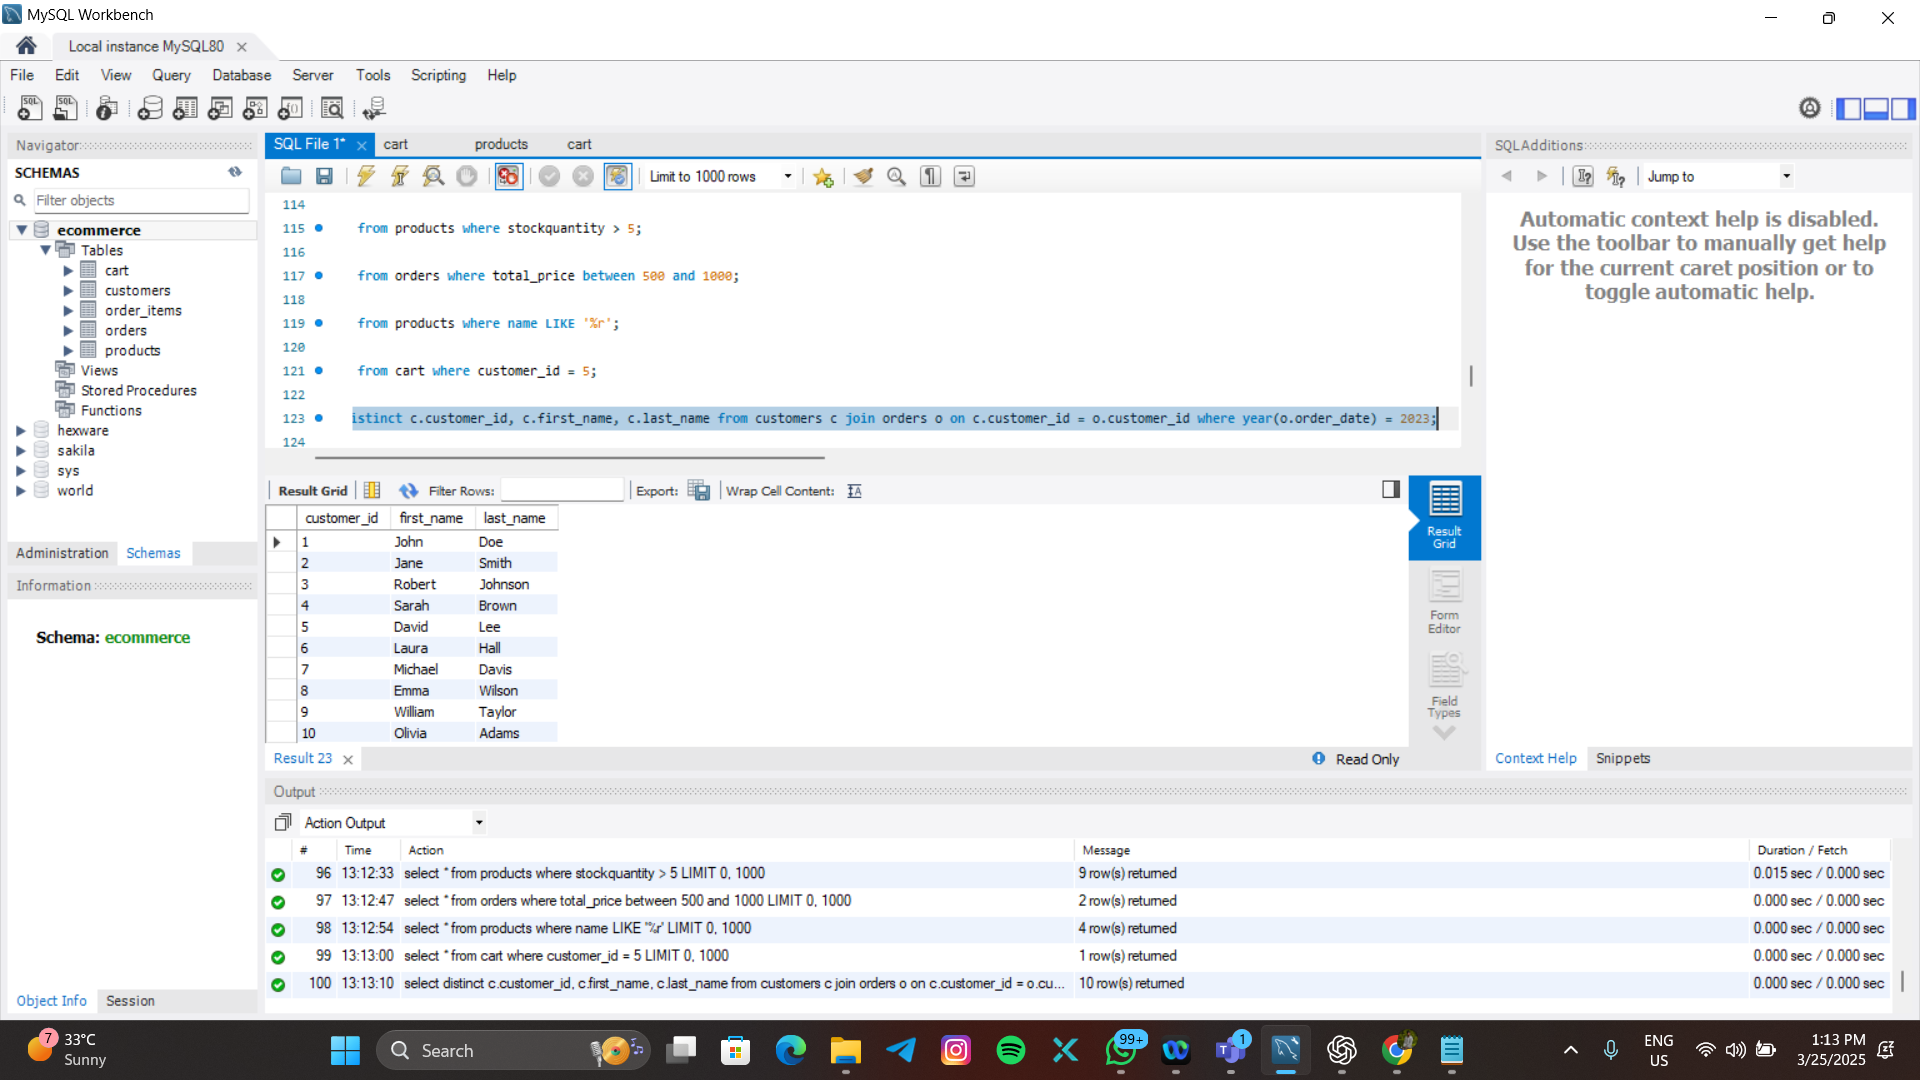 MySQL Workbench
Local instance MySQL80
File Edit View Query Database Server Tools Scripting Help
Navigator
SCHEMAS
Filter objects
ecommerce
Tables
cart
customers
order_items
orders
products
Views
Stored Procedures
Functions
hexware
sakila
sys
world
Administration Schemas
Information
Schema: ecommerce
Object Info Session
SQL File 1* cart products cart
Limit to 1000 rows
114
115 from products where stockquantity > 5;
116
117 from orders where total_price between 500 and 1000;
118
119 from products where name LIKE '%r';
120
121 from cart where customer_id = 5;
122
123 istinct c.customer_id, c.first_name, c.last_name from customers c join orders o on c.customer_id = o.customer_id where year(o.order_date) = 2023;
124
Result Grid Filter Rows: Export: Wrap Cell Content:
customer_id first_name last_name
1 John Doe
2 Jane Smith
3 Robert Johnson
4 Sarah Brown
5 David Lee
6 Laura Hall
7 Michael Davis
8 Emma Wilson
9 William Taylor
10 Olivia Adams
Result
Grid
Form
Editor
Field
Types
Result 23 Read Only
SQLAdditions
Jump to
Automatic context help is disabled.
Use the toolbar to manually get help
for the current caret position or to
toggle automatic help.
Context Help Snippets
Output
Action Output
# Time Action Message Duration / Fetch
96 13:12:33 select * from products where stockquantity > 5 LIMIT 0, 1000 9 row(s) returned 0.015 sec / 0.000 sec
97 13:12:47 select * from orders where total_price between 500 and 1000 LIMIT 0, 1000 2 row(s) returned 0.000 sec / 0.000 sec
98 13:12:54 select * from products where name LIKE '%r' LIMIT 0, 1000 4 row(s) returned 0.000 sec / 0.000 sec
99 13:13:00 select * from cart where customer_id = 5 LIMIT 0, 1000 1 row(s) returned 0.000 sec / 0.000 sec
100 13:13:10 select distinct c.customer_id, c.first_name, c.last_name from customers c join orders o on c.customer_id = o.cu... 10 row(s) returned 0.000 sec / 0.000 sec
7
33°C
Sunny
Search
99+
1
ENG
US
1:13 PM
3/25/2025